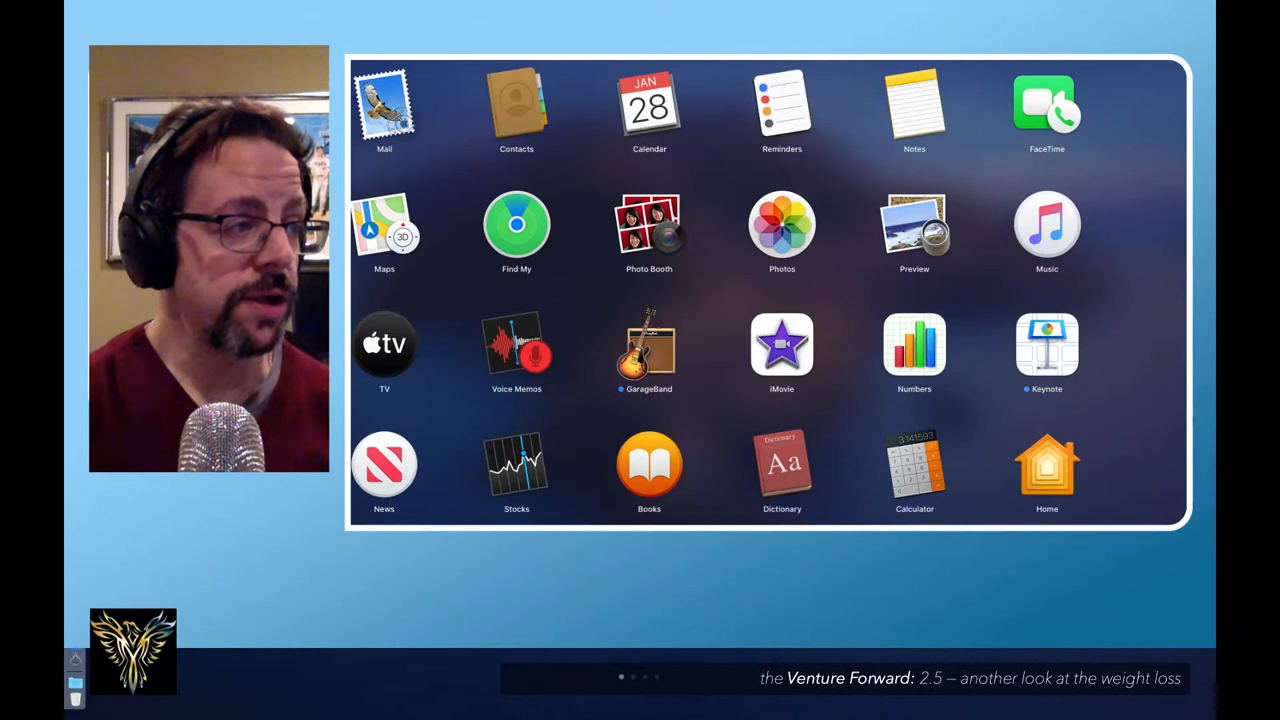 JAN
28
Mail
Contacts
Calendar
Reminders
Notes
FaceTime
3D
Maps
Find My
Photo Booth
Photos
Preview
Music
tv
TV
Voice Memos
GarageBand
iMovie
Numbers
Keynote
Dictionary
Aa
3.141593
News
Stocks
Books
Dictionary
Calculator
Home
the Venture Forward: 2.5 – another look at the weight loss